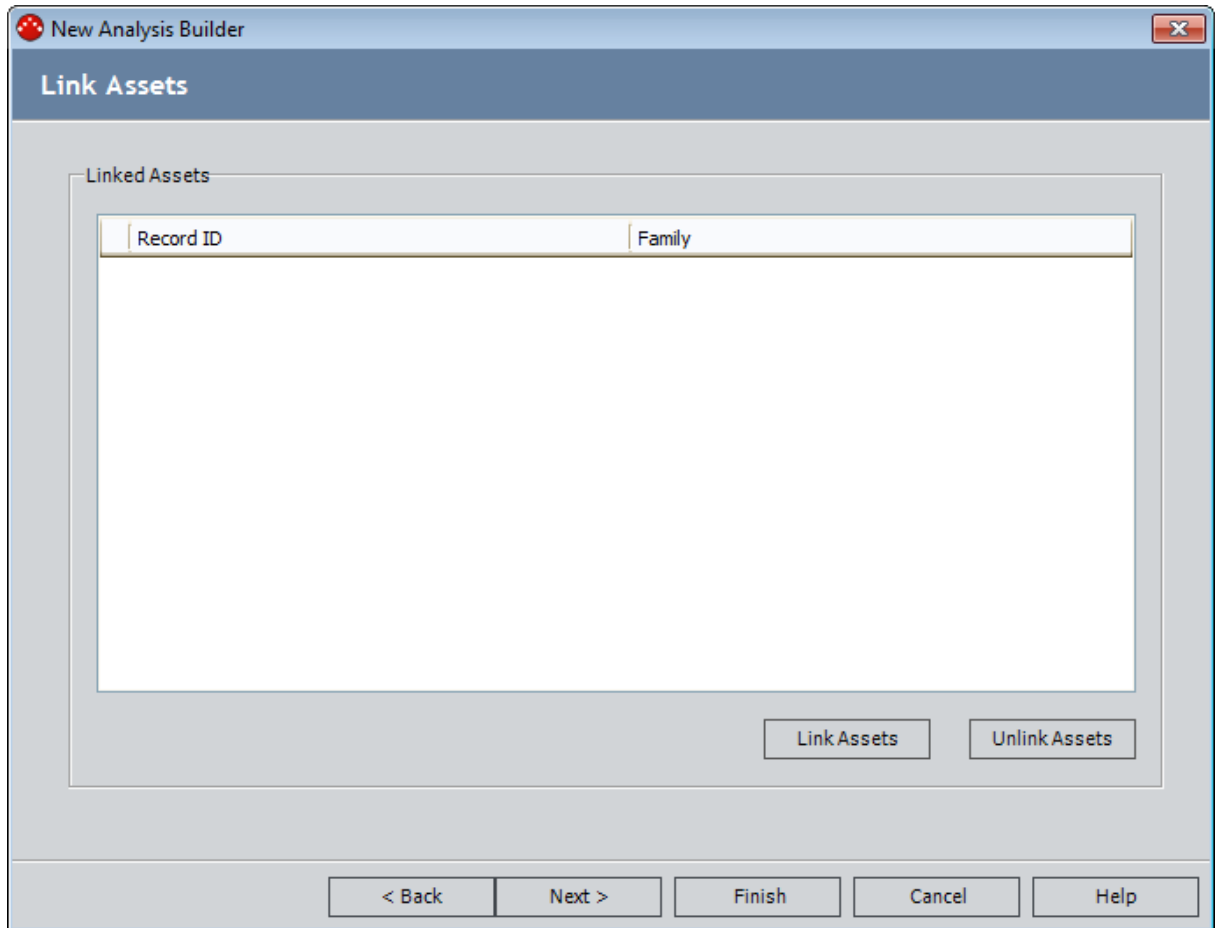 New Analysis Builder
Link Assets
Linked Assets
Record ID Family
Link Assets Unlink Assets
< Back Next > Finish Cancel Help